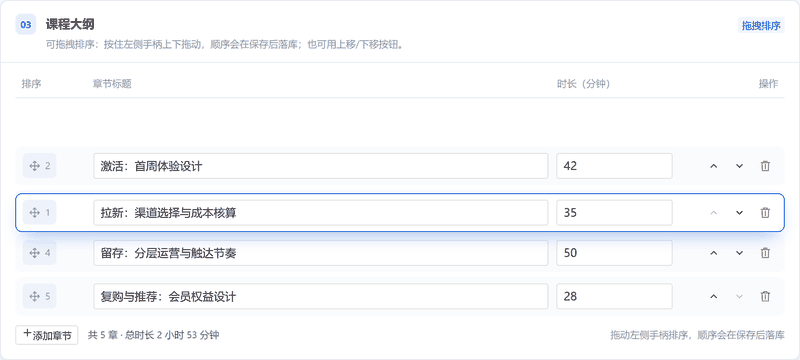 03 课程大纲
可拖拽排序：按住左侧手柄上下拖动，顺序会在保存后落库；也可用上移/下移按钮。
拖拽排序
排序 章节标题 时长（分钟） 操作
2 激活：首周体验设计 42
1 拉新：渠道选择与成本核算 35
4 留存：分层运营与触达节奏 50
5 复购与推荐：会员权益设计 28
添加章节 共 5 章 · 总时长 2 小时 53 分钟 拖动左侧手柄排序，顺序会在保存后落库